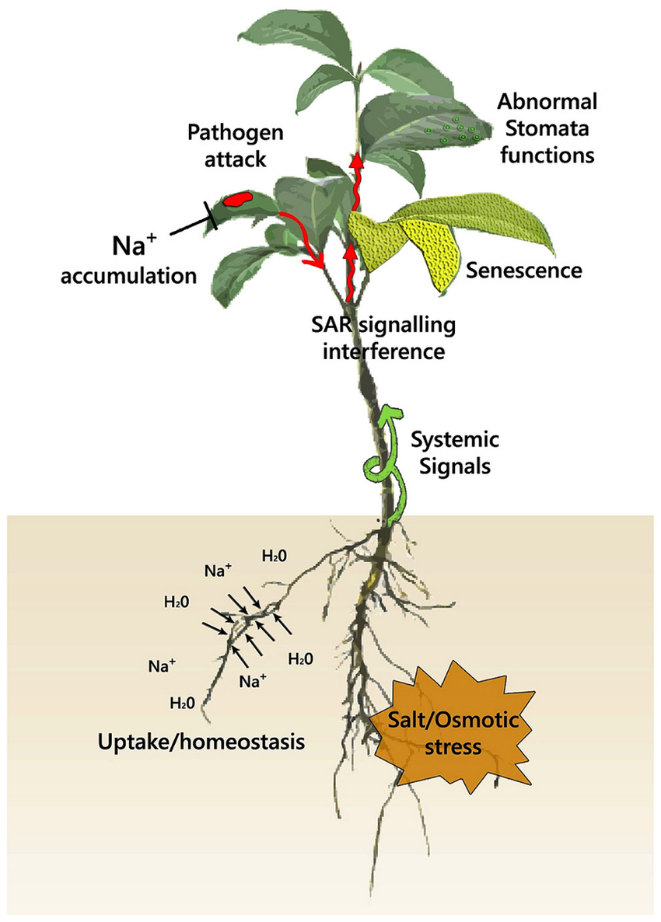 Abnormal
Stomata
functions
Pathogen
attack
Na⁺
accumulation
Senescence
SAR signalling
interference
Systemic
Signals
H₂0
Na⁺
H₂0
H₂0
Na⁺
Na⁺
H₂0
Uptake/homeostasis
Salt/Osmotic
stress